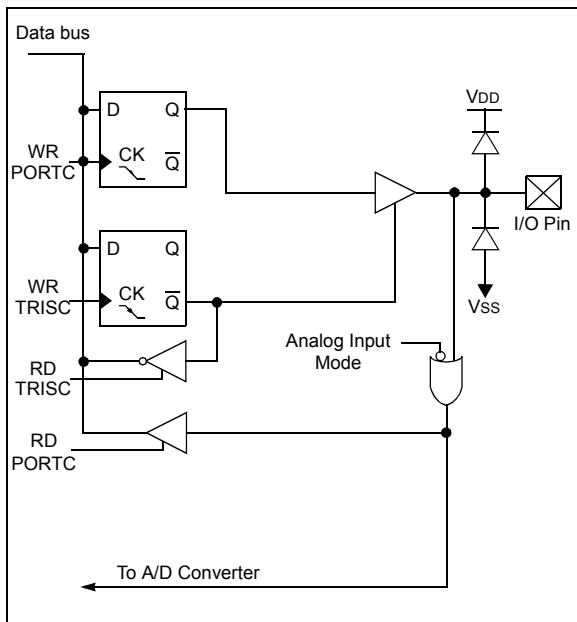 Data bus
D Q
WR
PORTC
CK
Q̅
VDD
I/O Pin
D Q
WR
TRISC
CK
Q̅
VSS
Analog Input
Mode
RD
TRISC
RD
PORTC
To A/D Converter